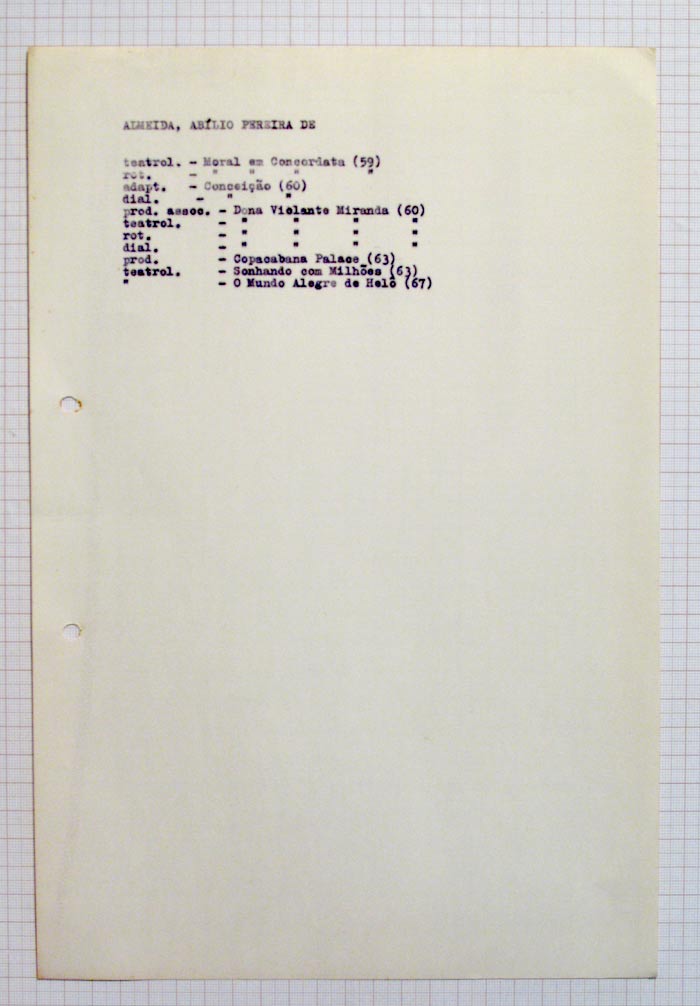 ALMEIDA, ABÍLIO PEREIRA DE
teatrol. - Moral em Concordata (59)
rot. - " " " "
adapt. - Conceição (60)
dial. - " "
prod. assoc. - Dona Violante Miranda (60)
teatrol. - " " " "
rot. - " " " "
dial. - " " " "
prod. - Copacabana Palace (63)
teatrol. - Sonhando com Milhões (63)
" - O Mundo Alegre de Helô (67)